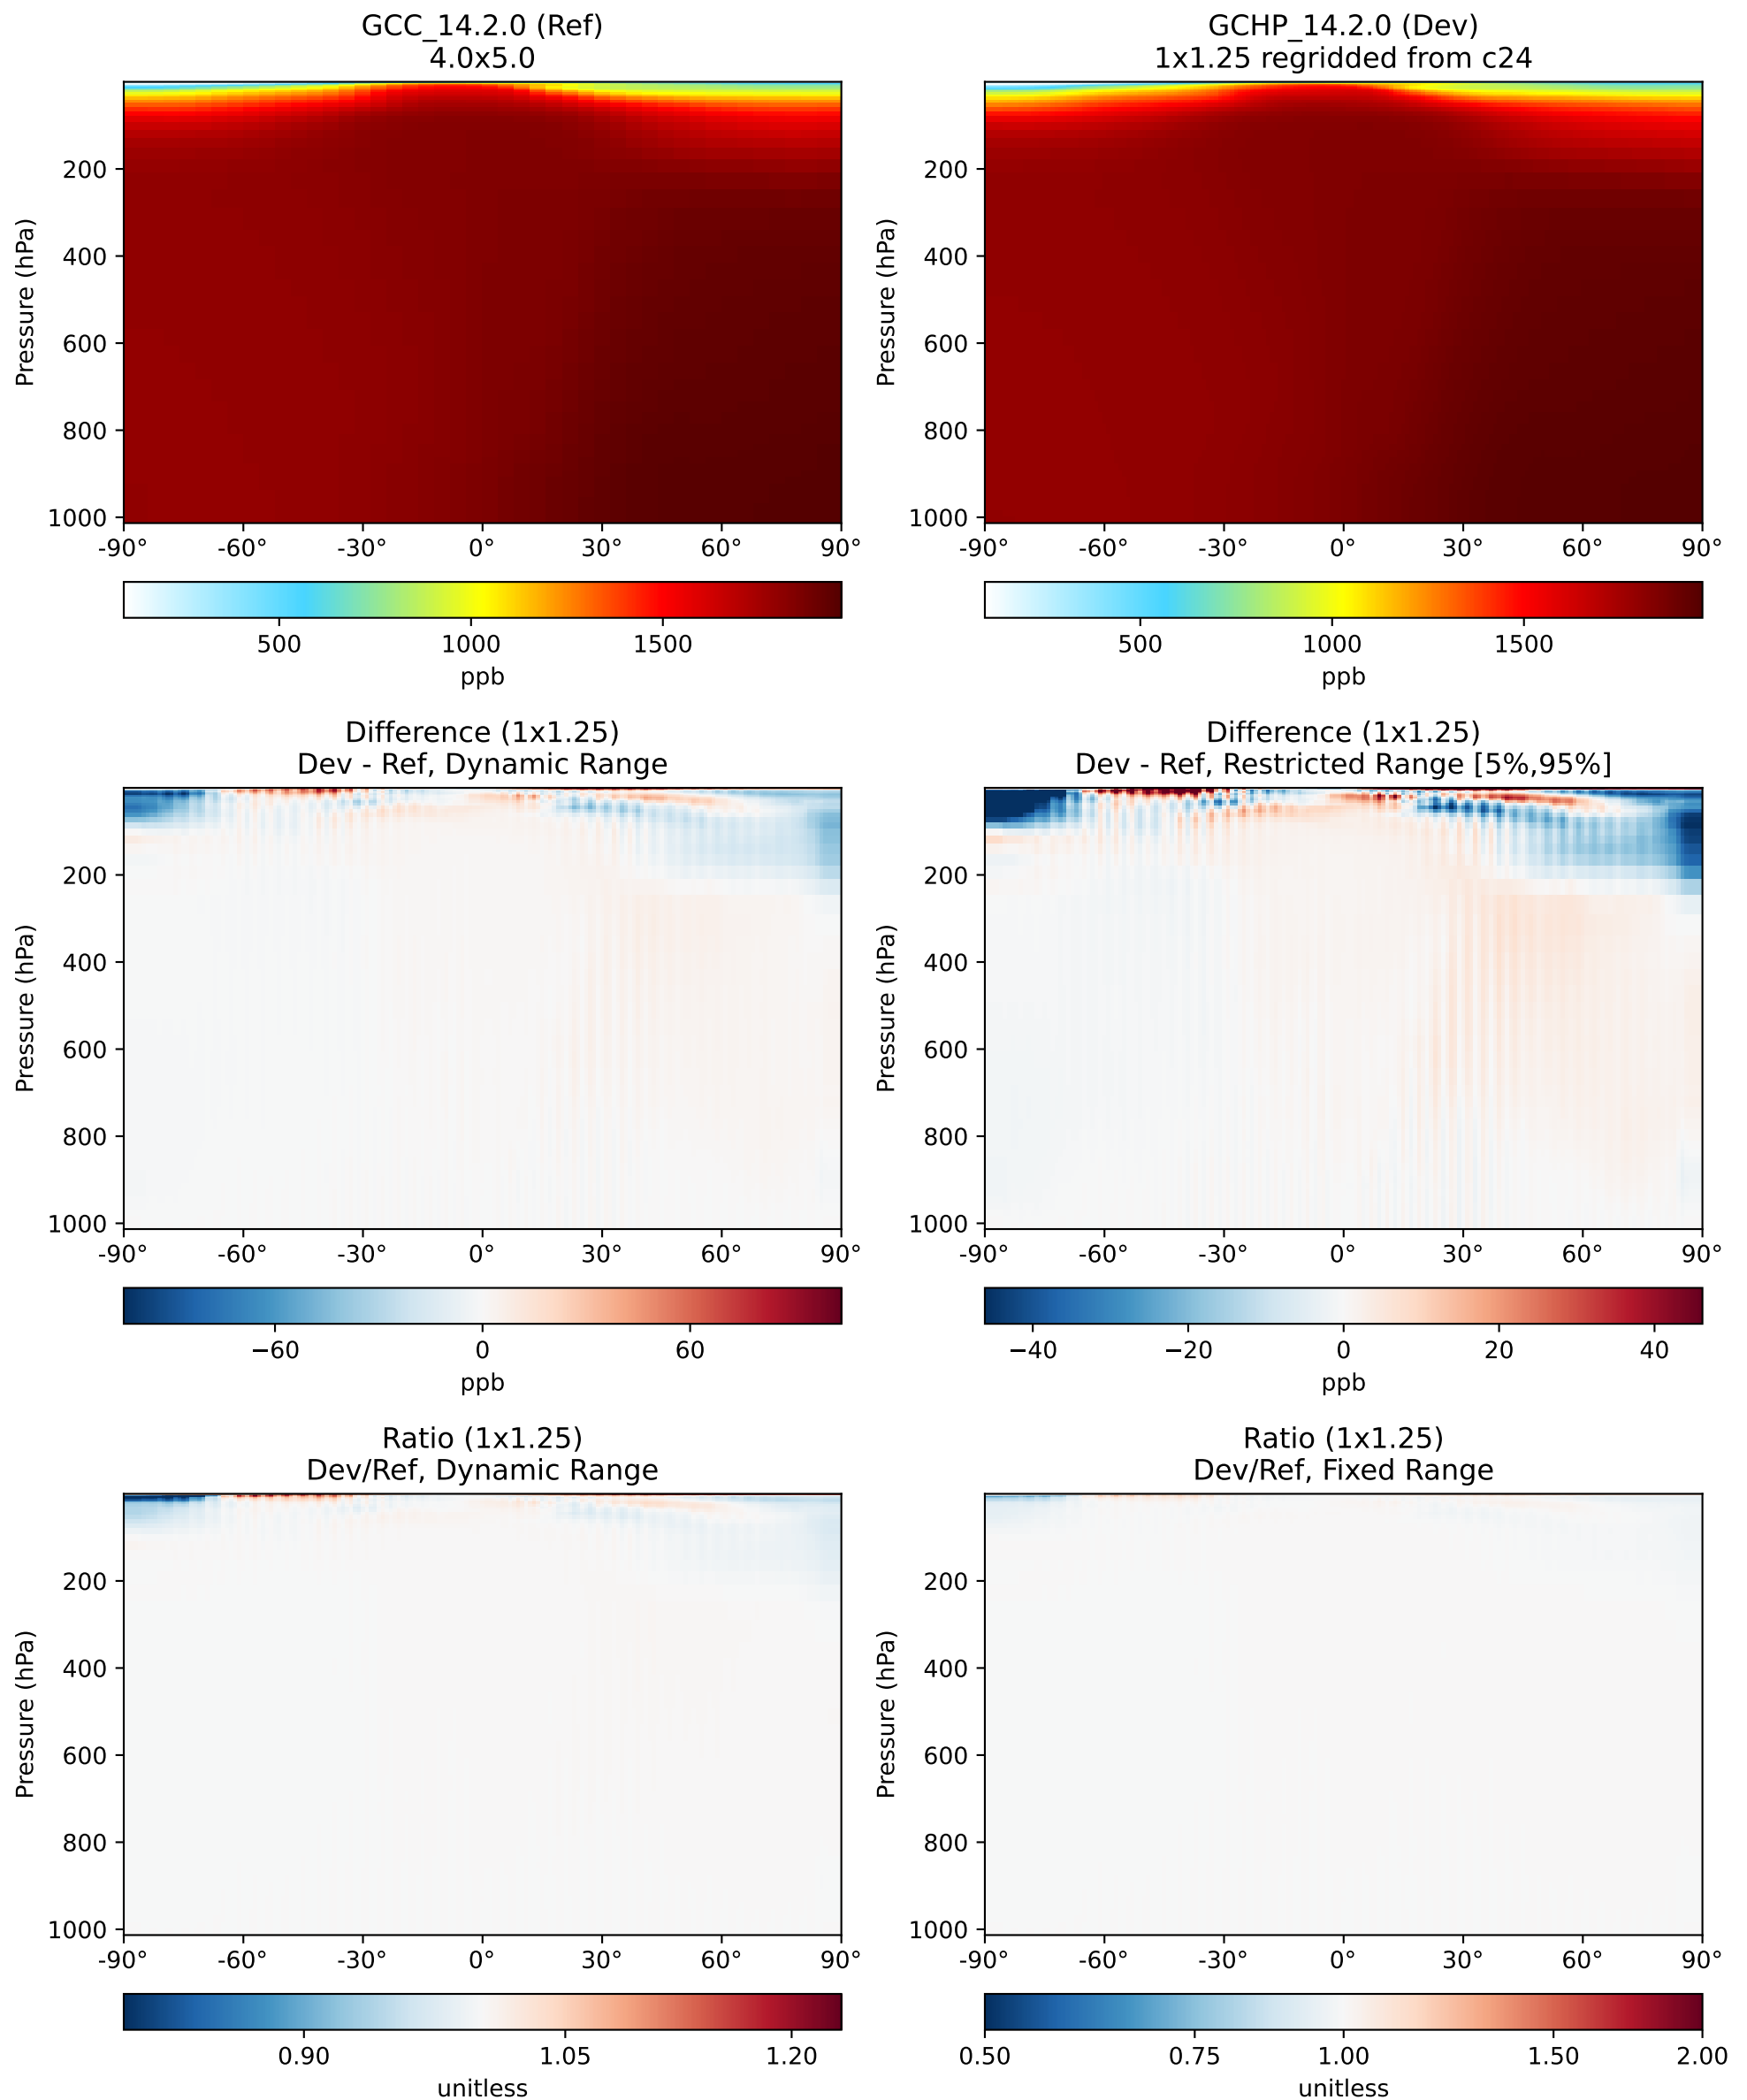 GCC_14.2.0 (Ref)
4.0x5.0
Pressure (hPa)
200
400
600
800
1000
-90° -60° -30° 0° 30° 60° 90°
500 1000 1500
ppb
GCHP_14.2.0 (Dev)
1x1.25 regridded from c24
Pressure (hPa)
200
400
600
800
1000
-90° -60° -30° 0° 30° 60° 90°
500 1000 1500
ppb
Difference (1x1.25)
Dev - Ref, Dynamic Range
Pressure (hPa)
200
400
600
800
1000
-90° -60° -30° 0° 30° 60° 90°
−60 0 60
ppb
Difference (1x1.25)
Dev - Ref, Restricted Range [5%,95%]
Pressure (hPa)
200
400
600
800
1000
-90° -60° -30° 0° 30° 60° 90°
−40 −20 0 20 40
ppb
Ratio (1x1.25)
Dev/Ref, Dynamic Range
Pressure (hPa)
200
400
600
800
1000
-90° -60° -30° 0° 30° 60° 90°
0.90 1.05 1.20
unitless
Ratio (1x1.25)
Dev/Ref, Fixed Range
Pressure (hPa)
200
400
600
800
1000
-90° -60° -30° 0° 30° 60° 90°
0.50 0.75 1.00 1.50 2.00
unitless